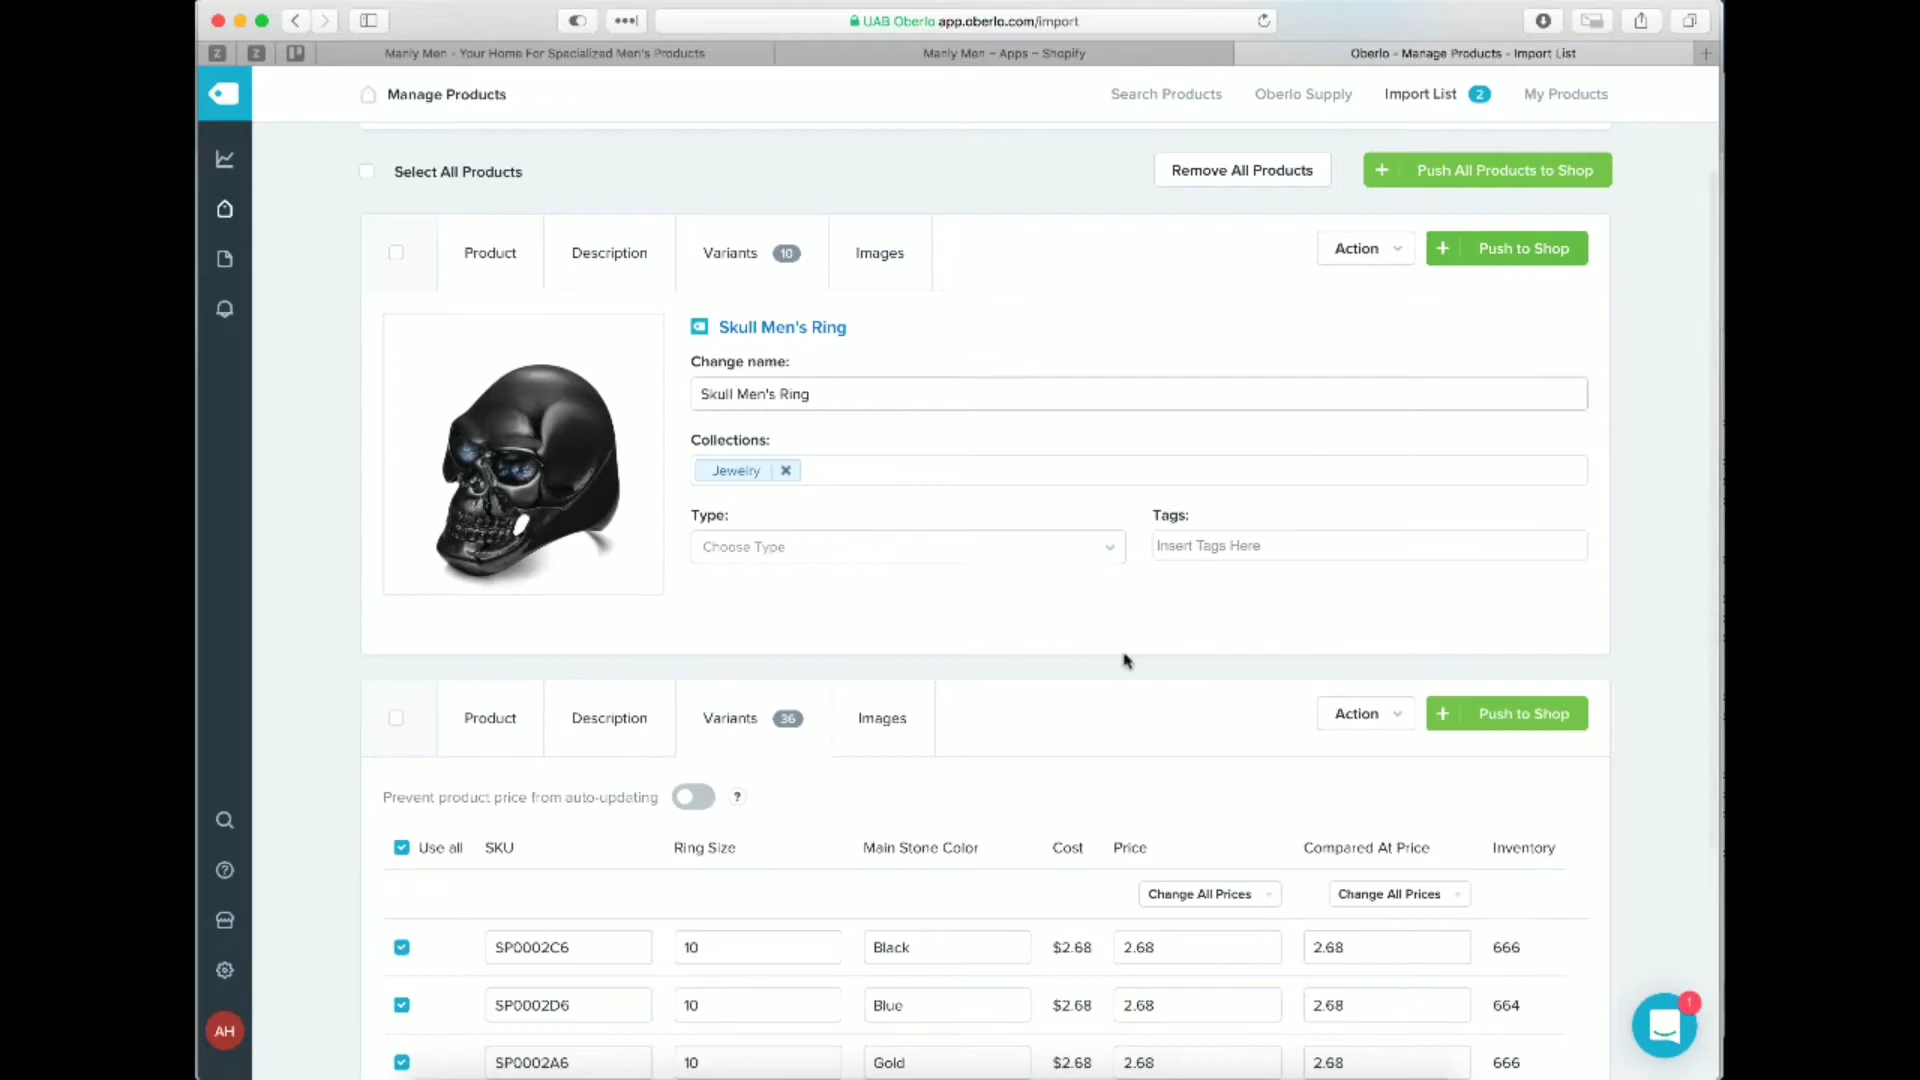 UAB Oberlo app.oberlo.com/import
Z
Z
Manly Men - Your Home For Specialized Men's Products
Manly Men – Apps – Shopify
Oberlo - Manage Products - Import List
Manage Products
Search Products
Oberlo Supply
Import List 2
My Products
Select All Products
Remove All Products
+ Push All Products to Shop
Product
Description
Variants 10
Images
Action
+ Push to Shop
Skull Men's Ring
Change name:
Skull Men's Ring
Collections:
Jewelry
Type:
Tags:
Choose Type
Insert Tags Here
Product
Description
Variants 36
Images
Action
+ Push to Shop
Prevent product price from auto-updating ?
Use all SKU Ring Size Main Stone Color Cost Price Compared At Price Inventory
Change All Prices Change All Prices
SP0002C6 10 Black $2.68 2.68 2.68 666
SP0002D6 10 Blue $2.68 2.68 2.68 664
SP0002A6 10 Gold $2.68 2.68 2.68 666
AH
1